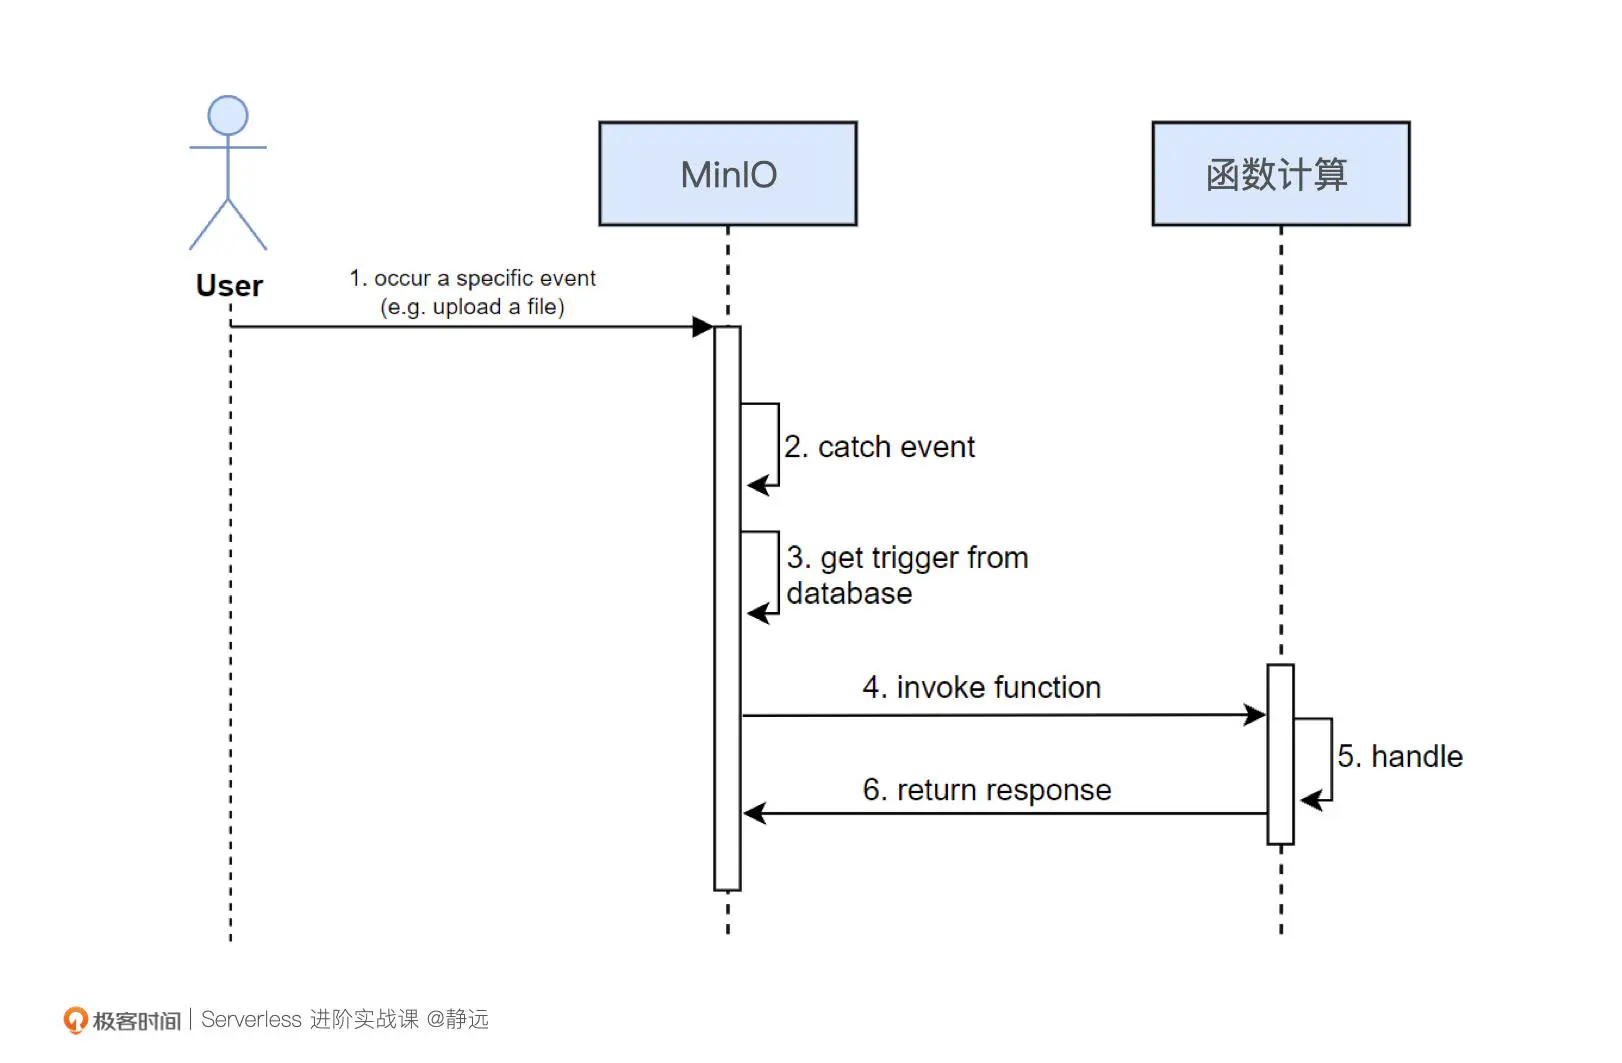 MinIO
函数计算
User
1. occur a specific event
(e.g. upload a file)
2. catch event
3. get trigger from
database
4. invoke function
5. handle
6. return response
极客时间 | Serverless 进阶实战课 @静远